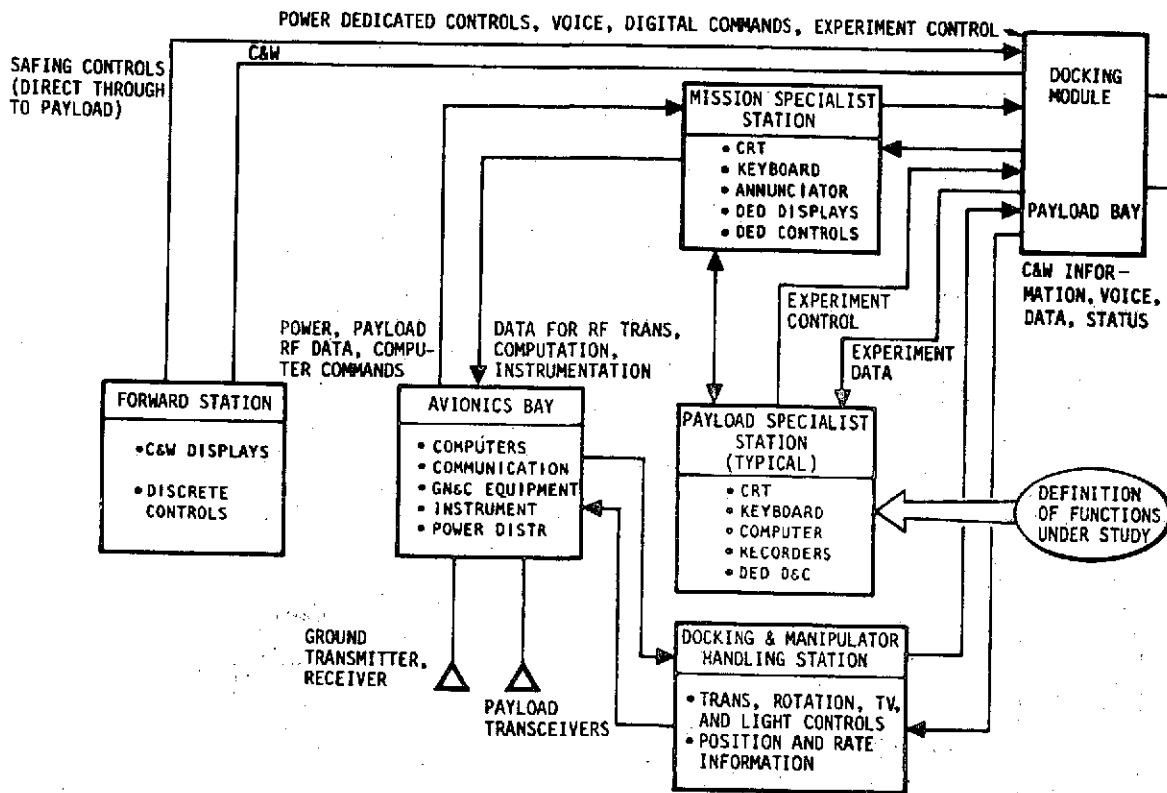 POWER DEDICATED CONTROLS, VOICE, DIGITAL COMMANDS, EXPERIMENT CONTROL
C&W
SAFING CONTROLS
(DIRECT THROUGH
TO PAYLOAD)
DOCKING
MODULE
PAYLOAD BAY
C&W INFOR-
MATION, VOICE,
DATA, STATUS
MISSION SPECIALIST
STATION
• CRT
• KEYBOARD
• ANNUNCIATOR
• DED DISPLAYS
• DED CONTROLS
EXPERIMENT
CONTROL
EXPERIMENT
DATA
POWER, PAYLOAD
RF DATA, COMPU-
TER COMMANDS
DATA FOR RF TRANS,
COMPUTATION,
INSTRUMENTATION
FORWARD STATION
• C&W DISPLAYS
• DISCRETE
CONTROLS
AVIONICS BAY
• COMPUTERS
• COMMUNICATION
• GN&C EQUIPMENT
• INSTRUMENT
• POWER DISTR
PAYLOAD SPECIALIST
STATION
(TYPICAL)
• CRT
• KEYBOARD
• COMPUTER
• RECORDERS
• DED D&C
DEFINITION
OF FUNCTIONS
UNDER STUDY
GROUND
TRANSMITTER,
RECEIVER
PAYLOAD
TRANSCEIVERS
DOCKING & MANIPULATOR
HANDLING STATION
• TRANS, ROTATION, TV,
AND LIGHT CONTROLS
• POSITION AND RATE
INFORMATION